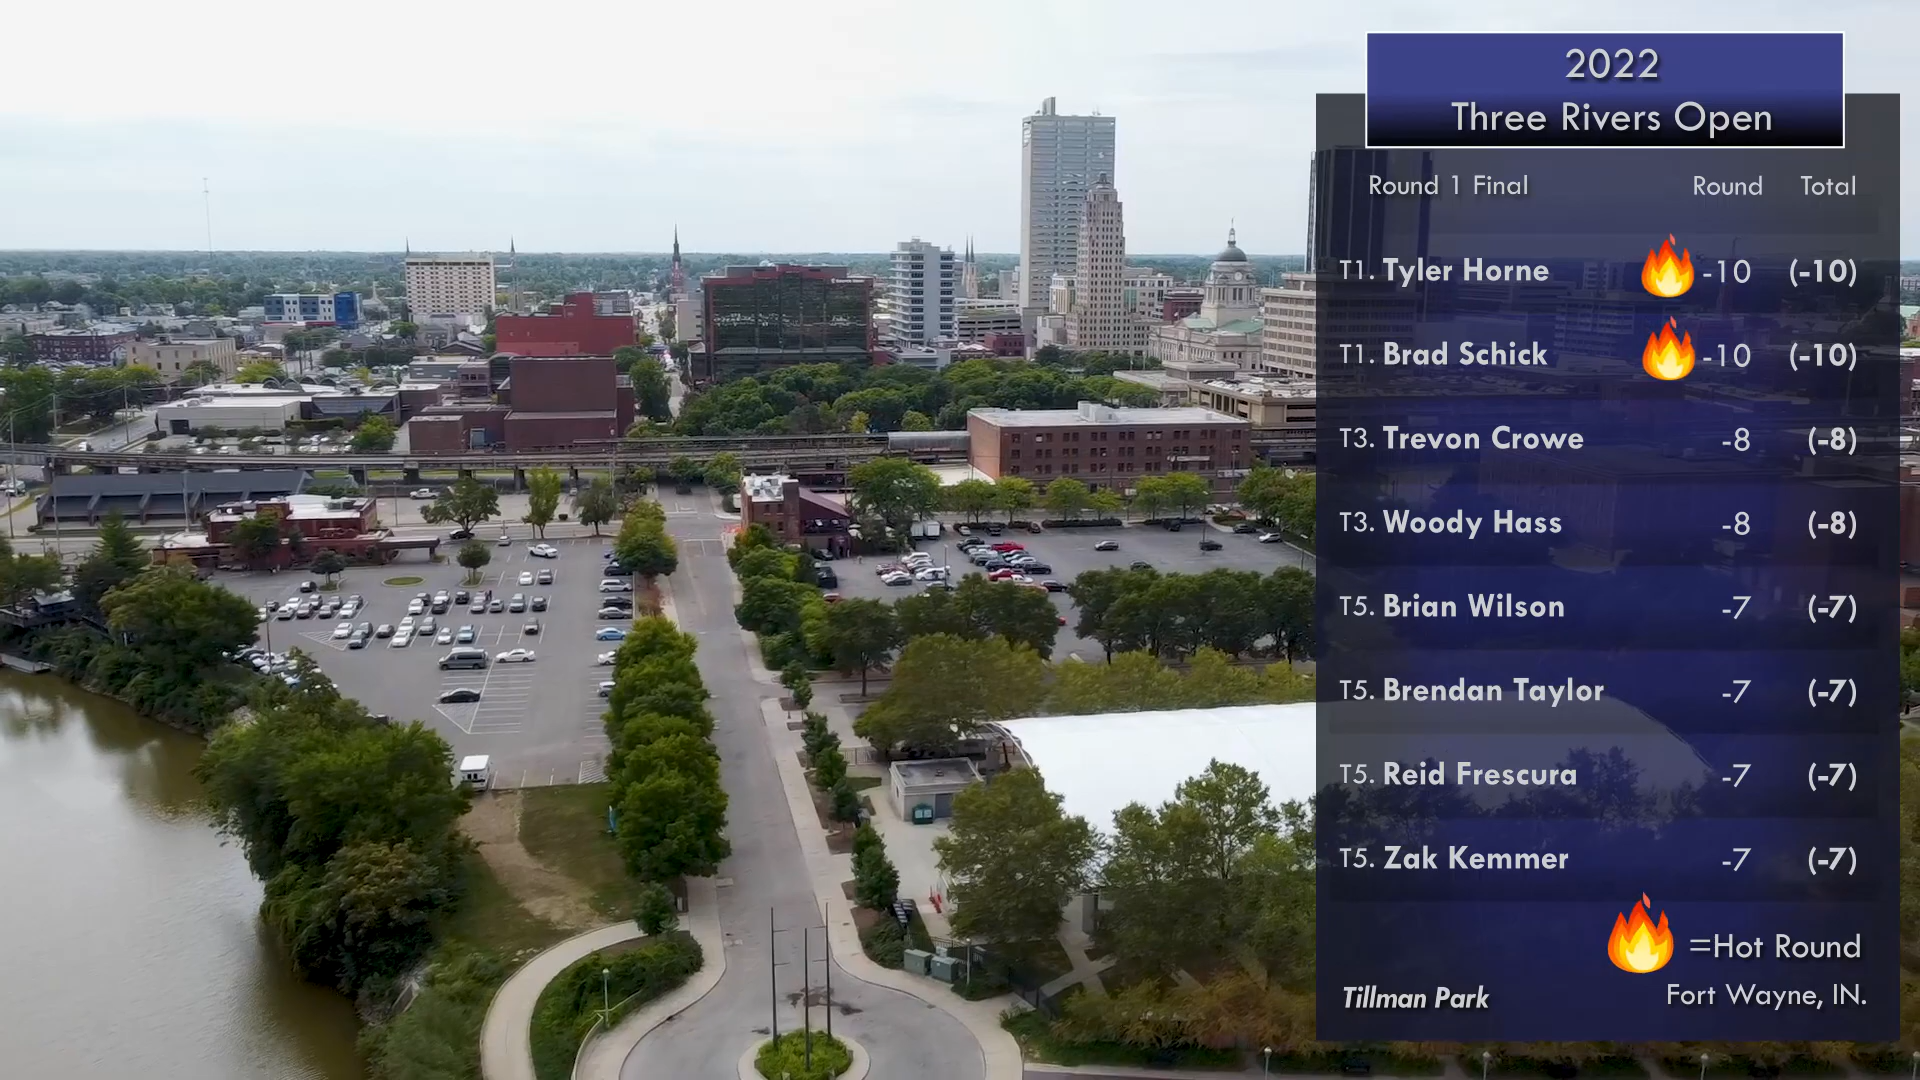 2022
Three Rivers Open
Round 1 Final Round Total
T1. Tyler Horne -10 (-10)
T1. Brad Schick -10 (-10)
T3. Trevon Crowe -8 (-8)
T3. Woody Hass -8 (-8)
T5. Brian Wilson -7 (-7)
T5. Brendan Taylor -7 (-7)
T5. Reid Frescura -7 (-7)
T5. Zak Kemmer -7 (-7)
=Hot Round
Tillman Park Fort Wayne, IN.